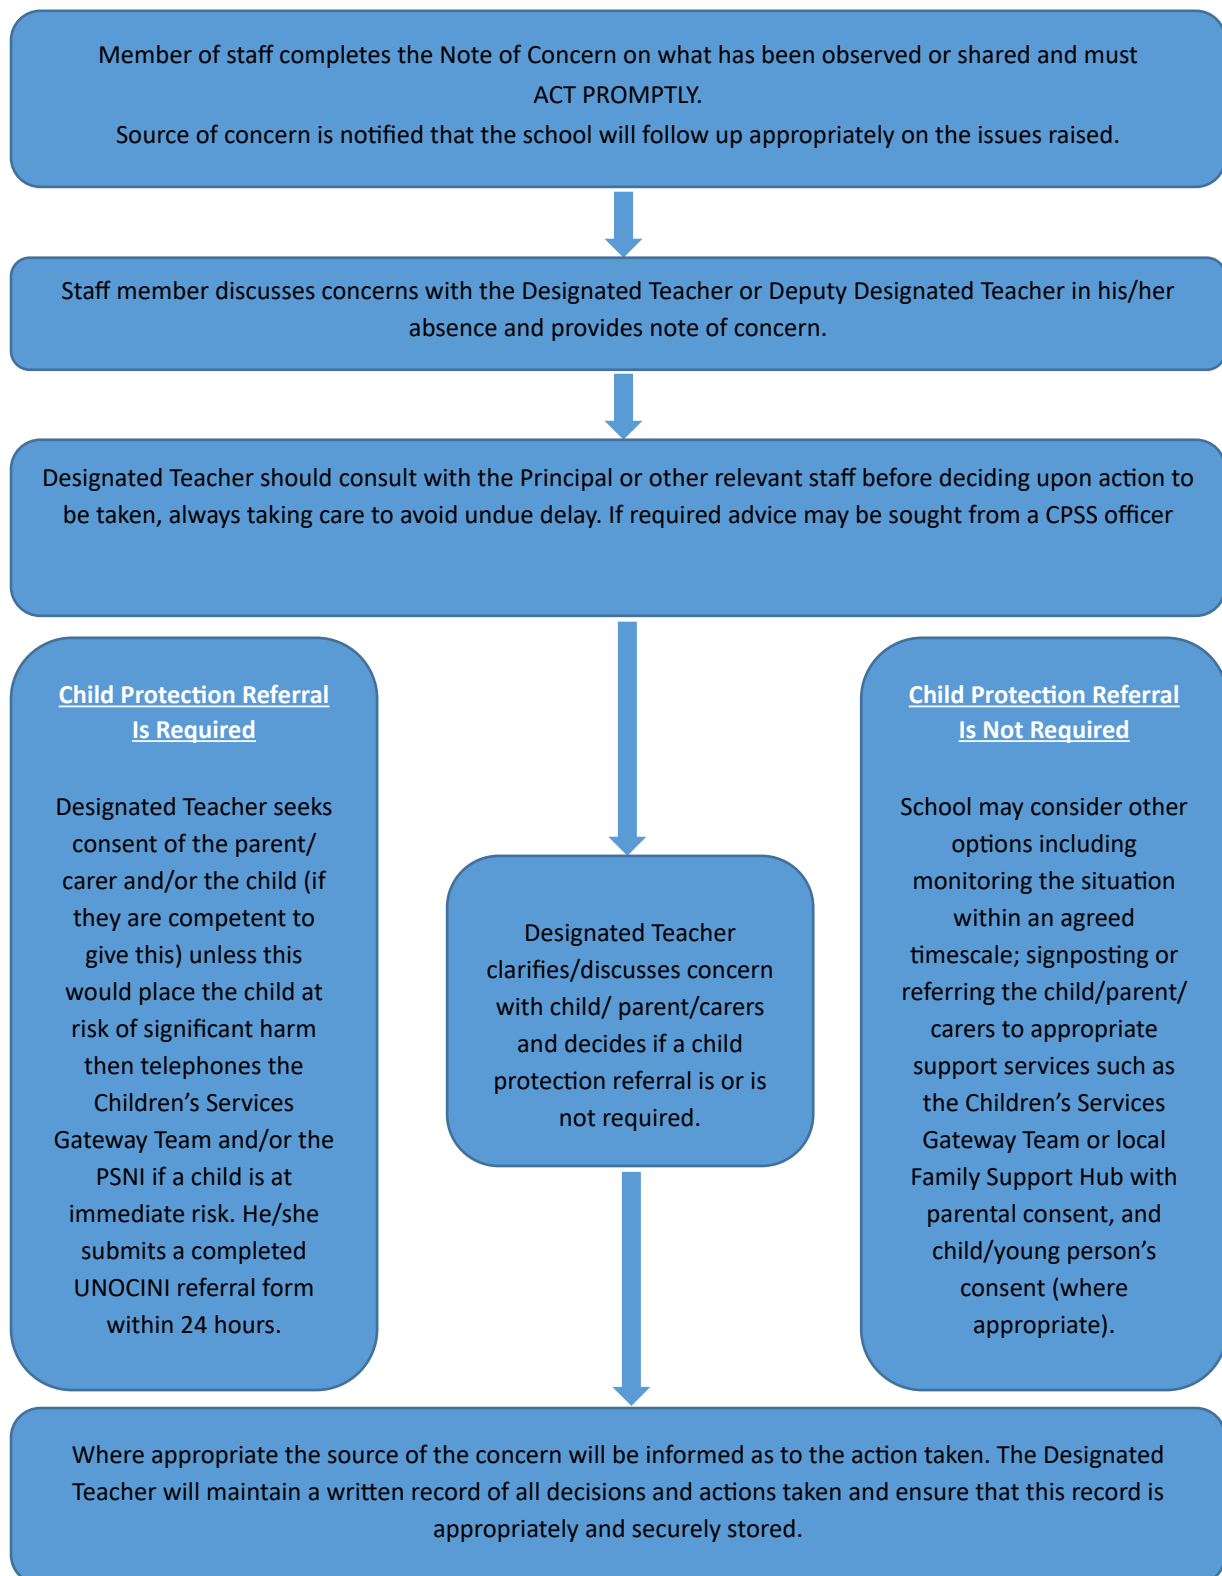 Member of staff completes the Note of Concern on what has been observed or shared and must
ACT PROMPTLY.
Source of concern is notified that the school will follow up appropriately on the issues raised.
Staff member discusses concerns with the Designated Teacher or Deputy Designated Teacher in his/her
absence and provides note of concern.
Designated Teacher should consult with the Principal or other relevant staff before deciding upon action to
be taken, always taking care to avoid undue delay. If required advice may be sought from a CPSS officer
Child Protection Referral
Is Required
Designated Teacher seeks
consent of the parent/
carer and/or the child (if
they are competent to
give this) unless this
would place the child at
risk of significant harm
then telephones the
Children’s Services
Gateway Team and/or the
PSNI if a child is at
immediate risk. He/she
submits a completed
UNOCINI referral form
within 24 hours.
Designated Teacher
clarifies/discusses concern
with child/ parent/carers
and decides if a child
protection referral is or is
not required.
Child Protection Referral
Is Not Required
School may consider other
options including
monitoring the situation
within an agreed
timescale; signposting or
referring the child/parent/
carers to appropriate
support services such as
the Children’s Services
Gateway Team or local
Family Support Hub with
parental consent, and
child/young person’s
consent (where
appropriate).
Where appropriate the source of the concern will be informed as to the action taken. The Designated
Teacher will maintain a written record of all decisions and actions taken and ensure that this record is
appropriately and securely stored.